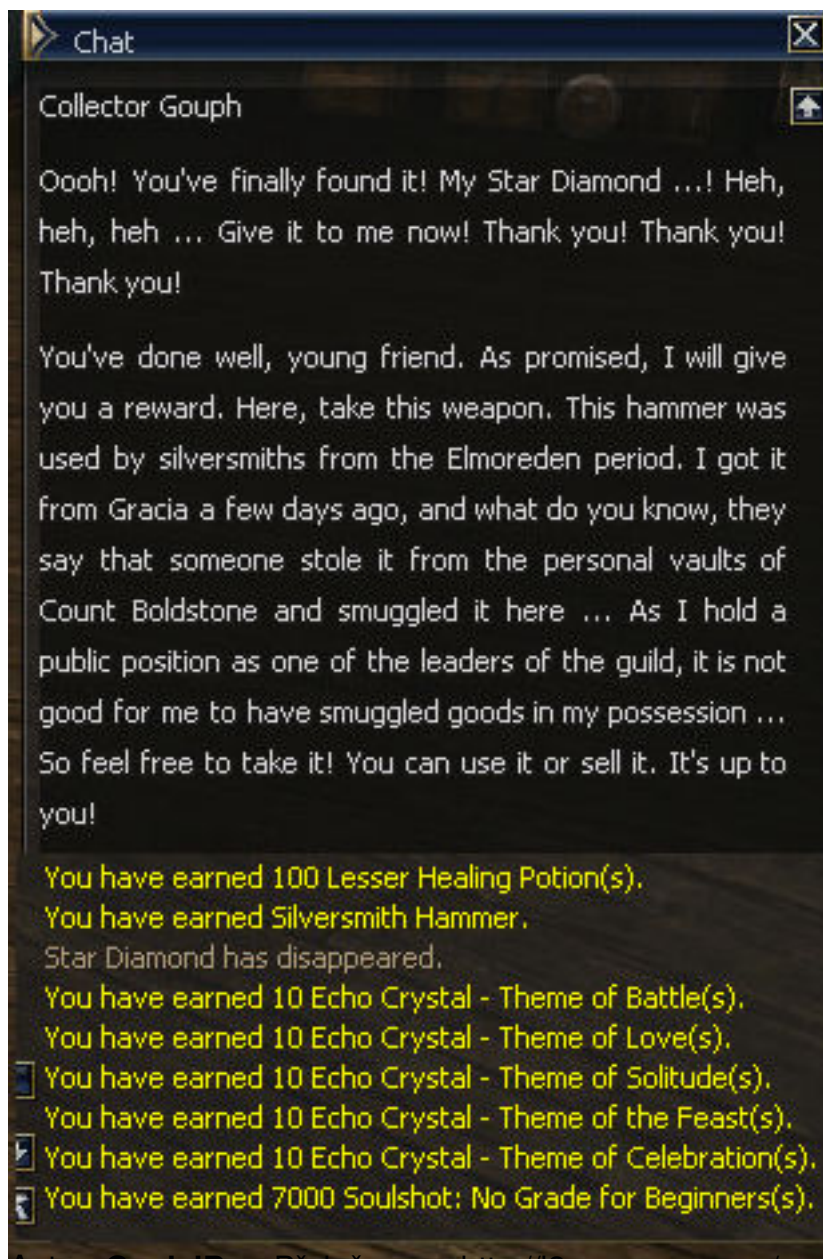 Chat
Collector Gouph
Oooh! You've finally found it! My Star Diamond ...! Heh,
heh, heh ... Give it to me now! Thank you! Thank you!
Thank you!
You've done well, young friend. As promised, I will give
you a reward. Here, take this weapon. This hammer was
used by silversmiths from the Elmoreden period. I got it
from Gracia a few days ago, and what do you know, they
say that someone stole it from the personal vaults of
Count Boldstone and smuggled it here ... As I hold a
public position as one of the leaders of the guild, it is not
good for me to have smuggled goods in my possession ...
So feel free to take it! You can use it or sell it. It's up to
you!
You have earned 100 Lesser Healing Potion(s).
You have earned Silversmith Hammer.
Star Diamond has disappeared.
You have earned 10 Echo Crystal - Theme of Battle(s).
You have earned 10 Echo Crystal - Theme of Love(s).
You have earned 10 Echo Crystal - Theme of Solitude(s).
You have earned 10 Echo Crystal - Theme of the Feast(s).
You have earned 10 Echo Crystal - Theme of Celebration(s).
You have earned 7000 Soulshot: No Grade for Beginners(s).